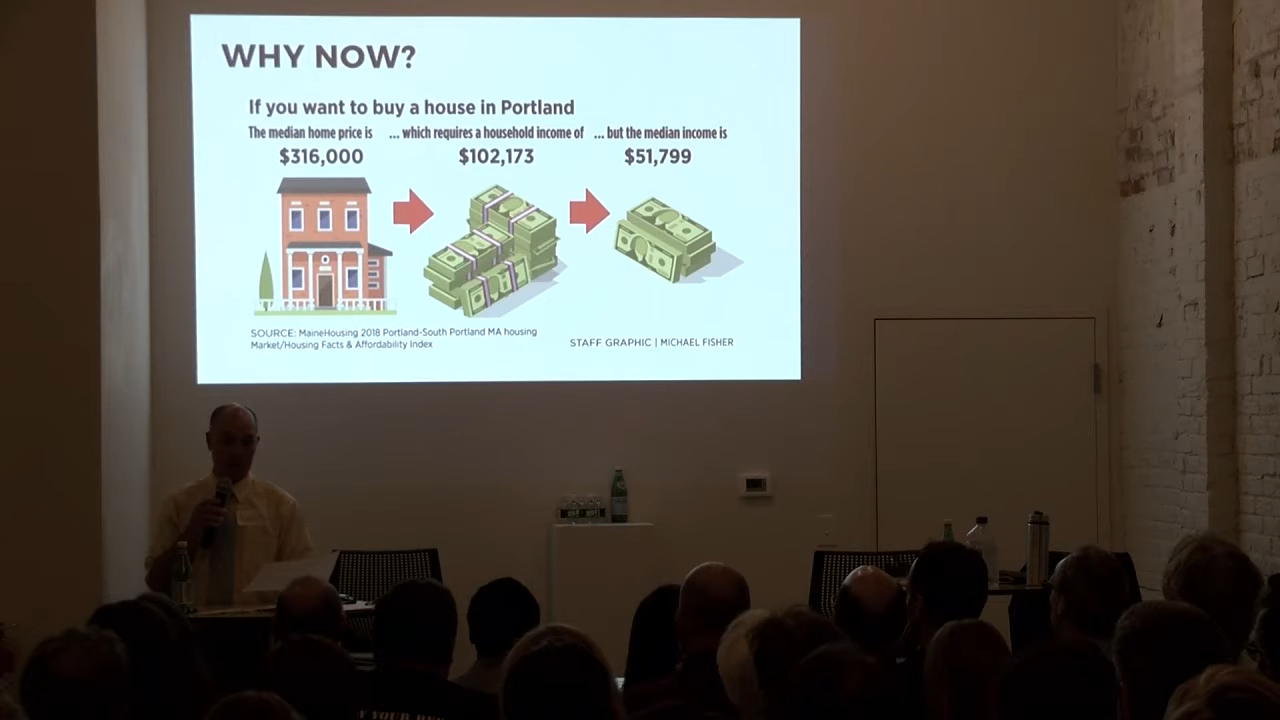 WHY NOW?
If you want to buy a house in Portland
The median home price is
$316,000
... which requires a household income of
$102,173
... but the median income is
$51,799
SOURCE: MaineHousing 2018 Portland-South Portland MA housing
Market/Housing Facts & Affordability Index
STAFF GRAPHIC | MICHAEL FISHER